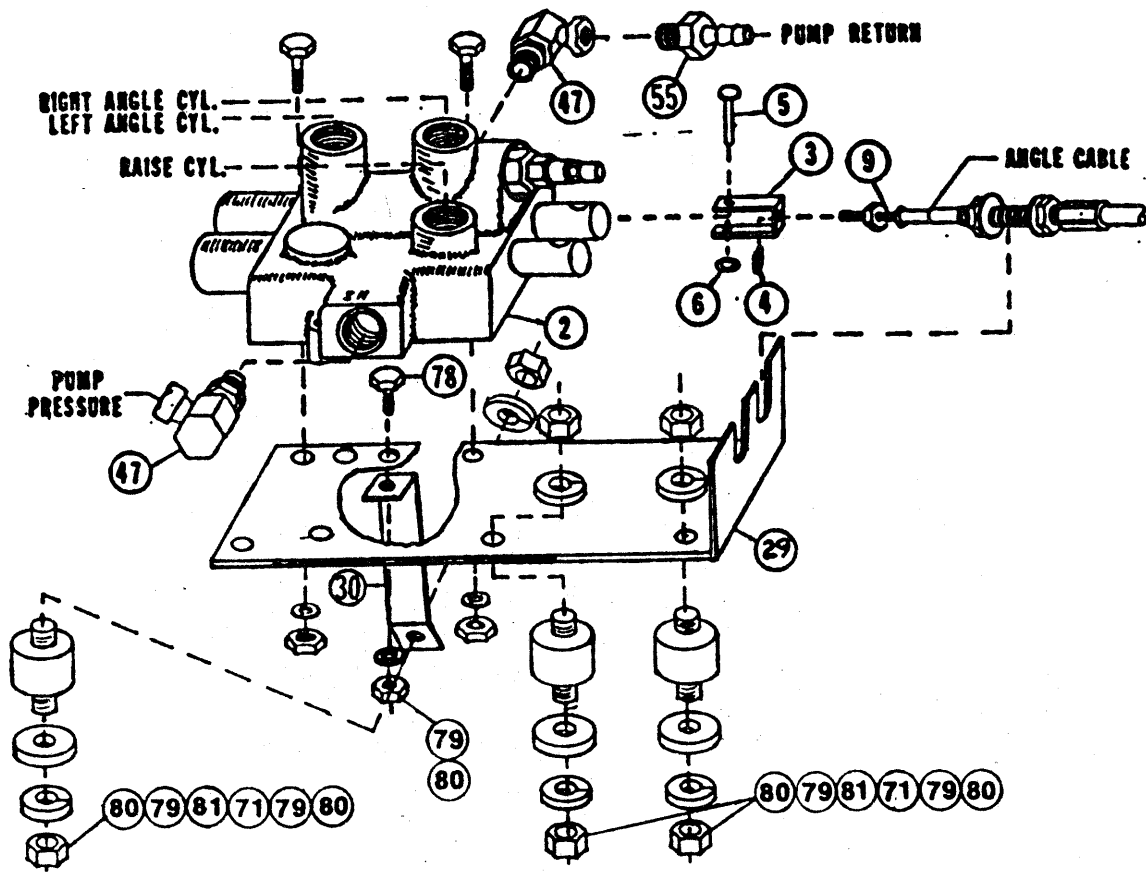 PUMP RETURN
47
55
5
RIGHT ANGLE CYL.
LEFT ANGLE CYL.
3
9
ANGLE CABLE
RAISE CYL.
6
4
2
78
PUMP
PRESSURE
47
29
30
79
80
80 79 81 71 79 80
80 79 81 71 79 80